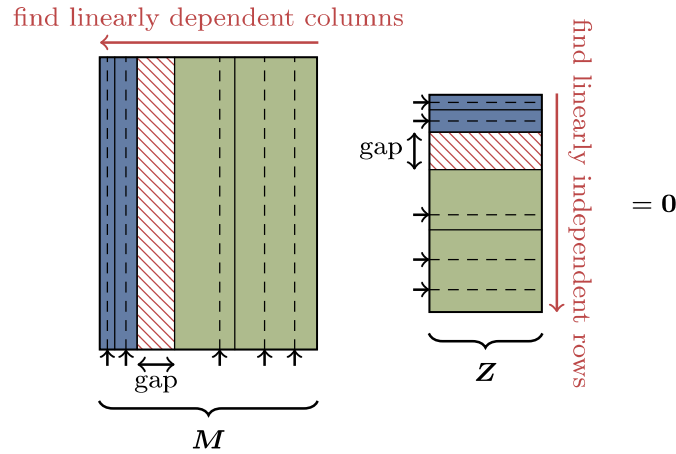 find linearly dependent columns
gap
M
gap
Z
find linearly independent rows
= 0